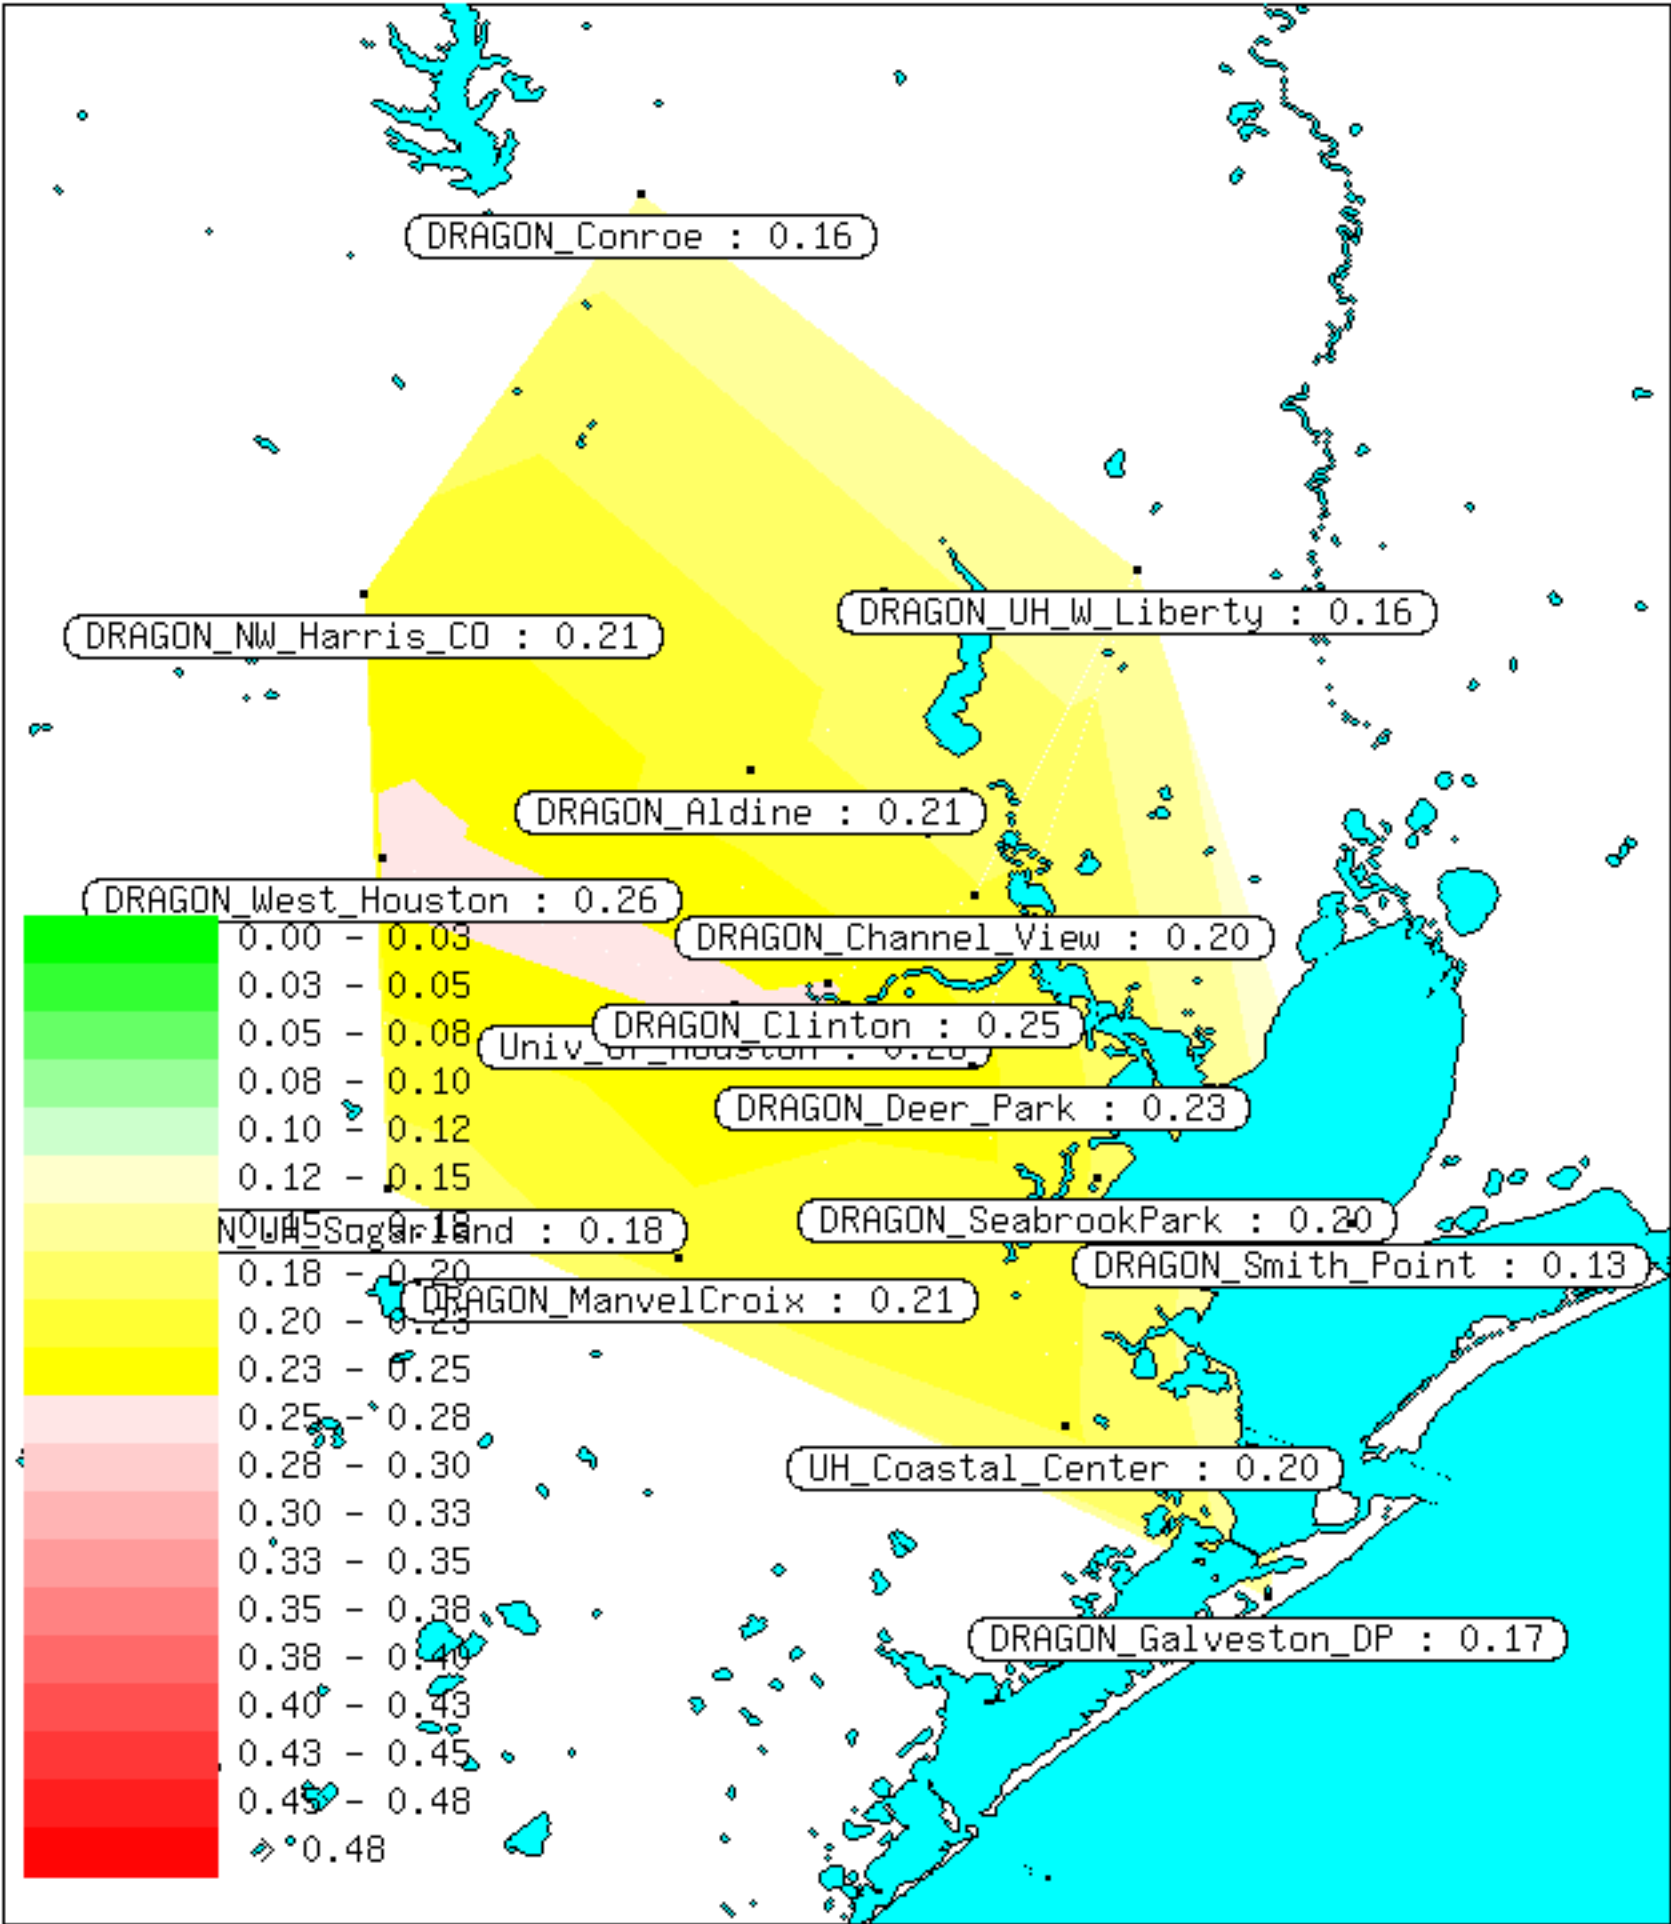 DRAGON_Conroe : 0.16
DRAGON_UH_W_Liberty : 0.16
DRAGON_NW_Harris_CO : 0.21
DRAGON_Aldine : 0.21
DRAGON_West_Houston : 0.26
DRAGON_Channel_View : 0.20
DRAGON_Clinton : 0.25
Univ_of_Houston :
DRAGON_Deer_Park : 0.23
DRAGON_SeabrookPark : 0.20
N_UH_Sugarland : 0.18
DRAGON_Smith_Point : 0.13
DRAGON_ManvelCroix : 0.21
UH_Coastal_Center : 0.20
DRAGON_Galveston_DP : 0.17
0.00 - 0.03
0.03 - 0.05
0.05 - 0.08
0.08 - 0.10
0.10 - 0.12
0.12 - 0.15
0.15 - 0.18
0.18 - 0.20
0.20 - 0.23
0.23 - 0.25
0.25 - 0.28
0.28 - 0.30
0.30 - 0.33
0.33 - 0.35
0.35 - 0.38
0.38 - 0.40
0.40 - 0.43
0.43 - 0.45
0.45 - 0.48
> 0.48